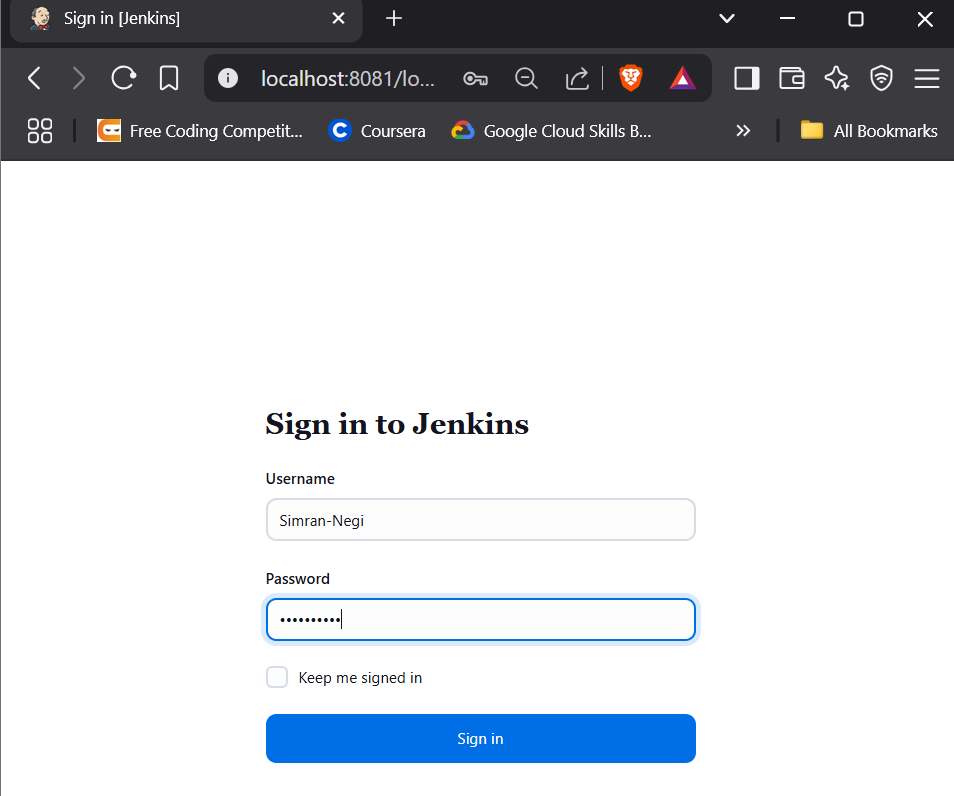 Sign in [Jenkins]
localhost:8081/lo...
Free Coding Competit... Coursera Google Cloud Skills B... » All Bookmarks
Sign in to Jenkins
Username
Simran-Negi
Password
••••••••••
Keep me signed in
Sign in